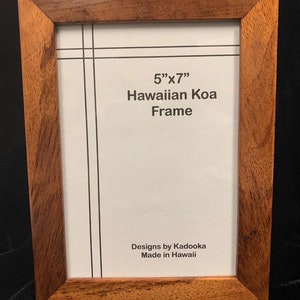 5”x7”
Hawaiian Koa
Frame
Designs by Kadooka
Made in Hawaii